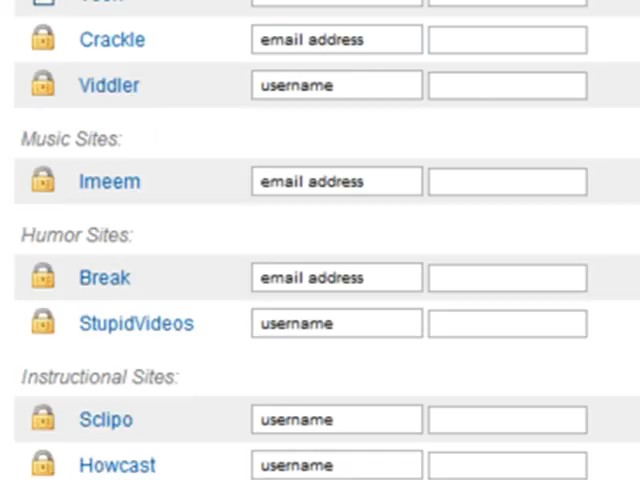 Crackle email address
Viddler username
Music Sites:
Imeem email address
Humor Sites:
Break email address
StupidVideos username
Instructional Sites:
Sclipo username
Howcast username